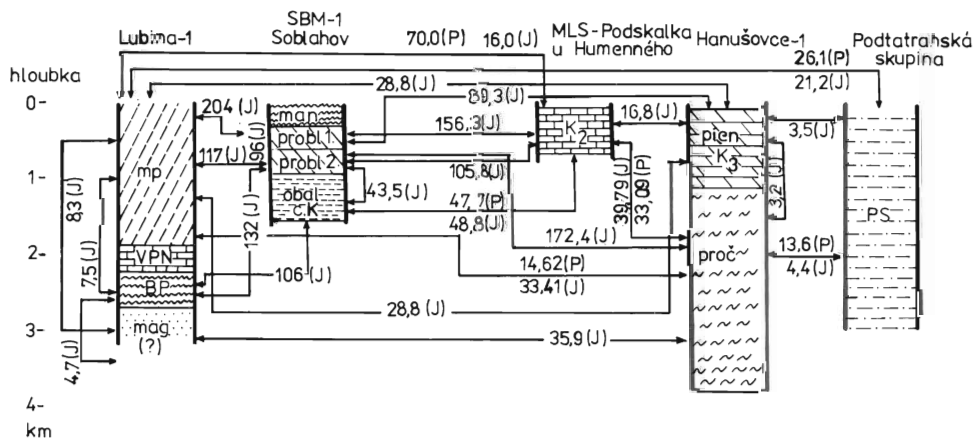 SBM-1
Soblahov
Lubina-1
70,0(P)
16,0(J)
MLS-Podskalka
u Humenného
Hanušovce-1
Podtatrahská
skupina
26,1(P)
21,2(J)
hloubka
28,8(J)
89,3(J)
0-
204(J)
man
156,3(J)
K2
16,8(J)
pien
K3
3,5(J)
probl 1
probl 2
96(J)
117(J)
mp
105,8(J)
1-
8,3(J)
43,5(J)
obal
č.K
47,7(P)
48,8(J)
39,79(J)
33,09(P)
3,2(J)
PS
132(J)
2-
VPN
172,4(J)
proč
13,6(P)
4,4(J)
7,5(J)
106(J)
BP
14,62(P)
33,41(J)
28,8(J)
mag
(?)
3-
35,9(J)
4,7(J)
4-
km